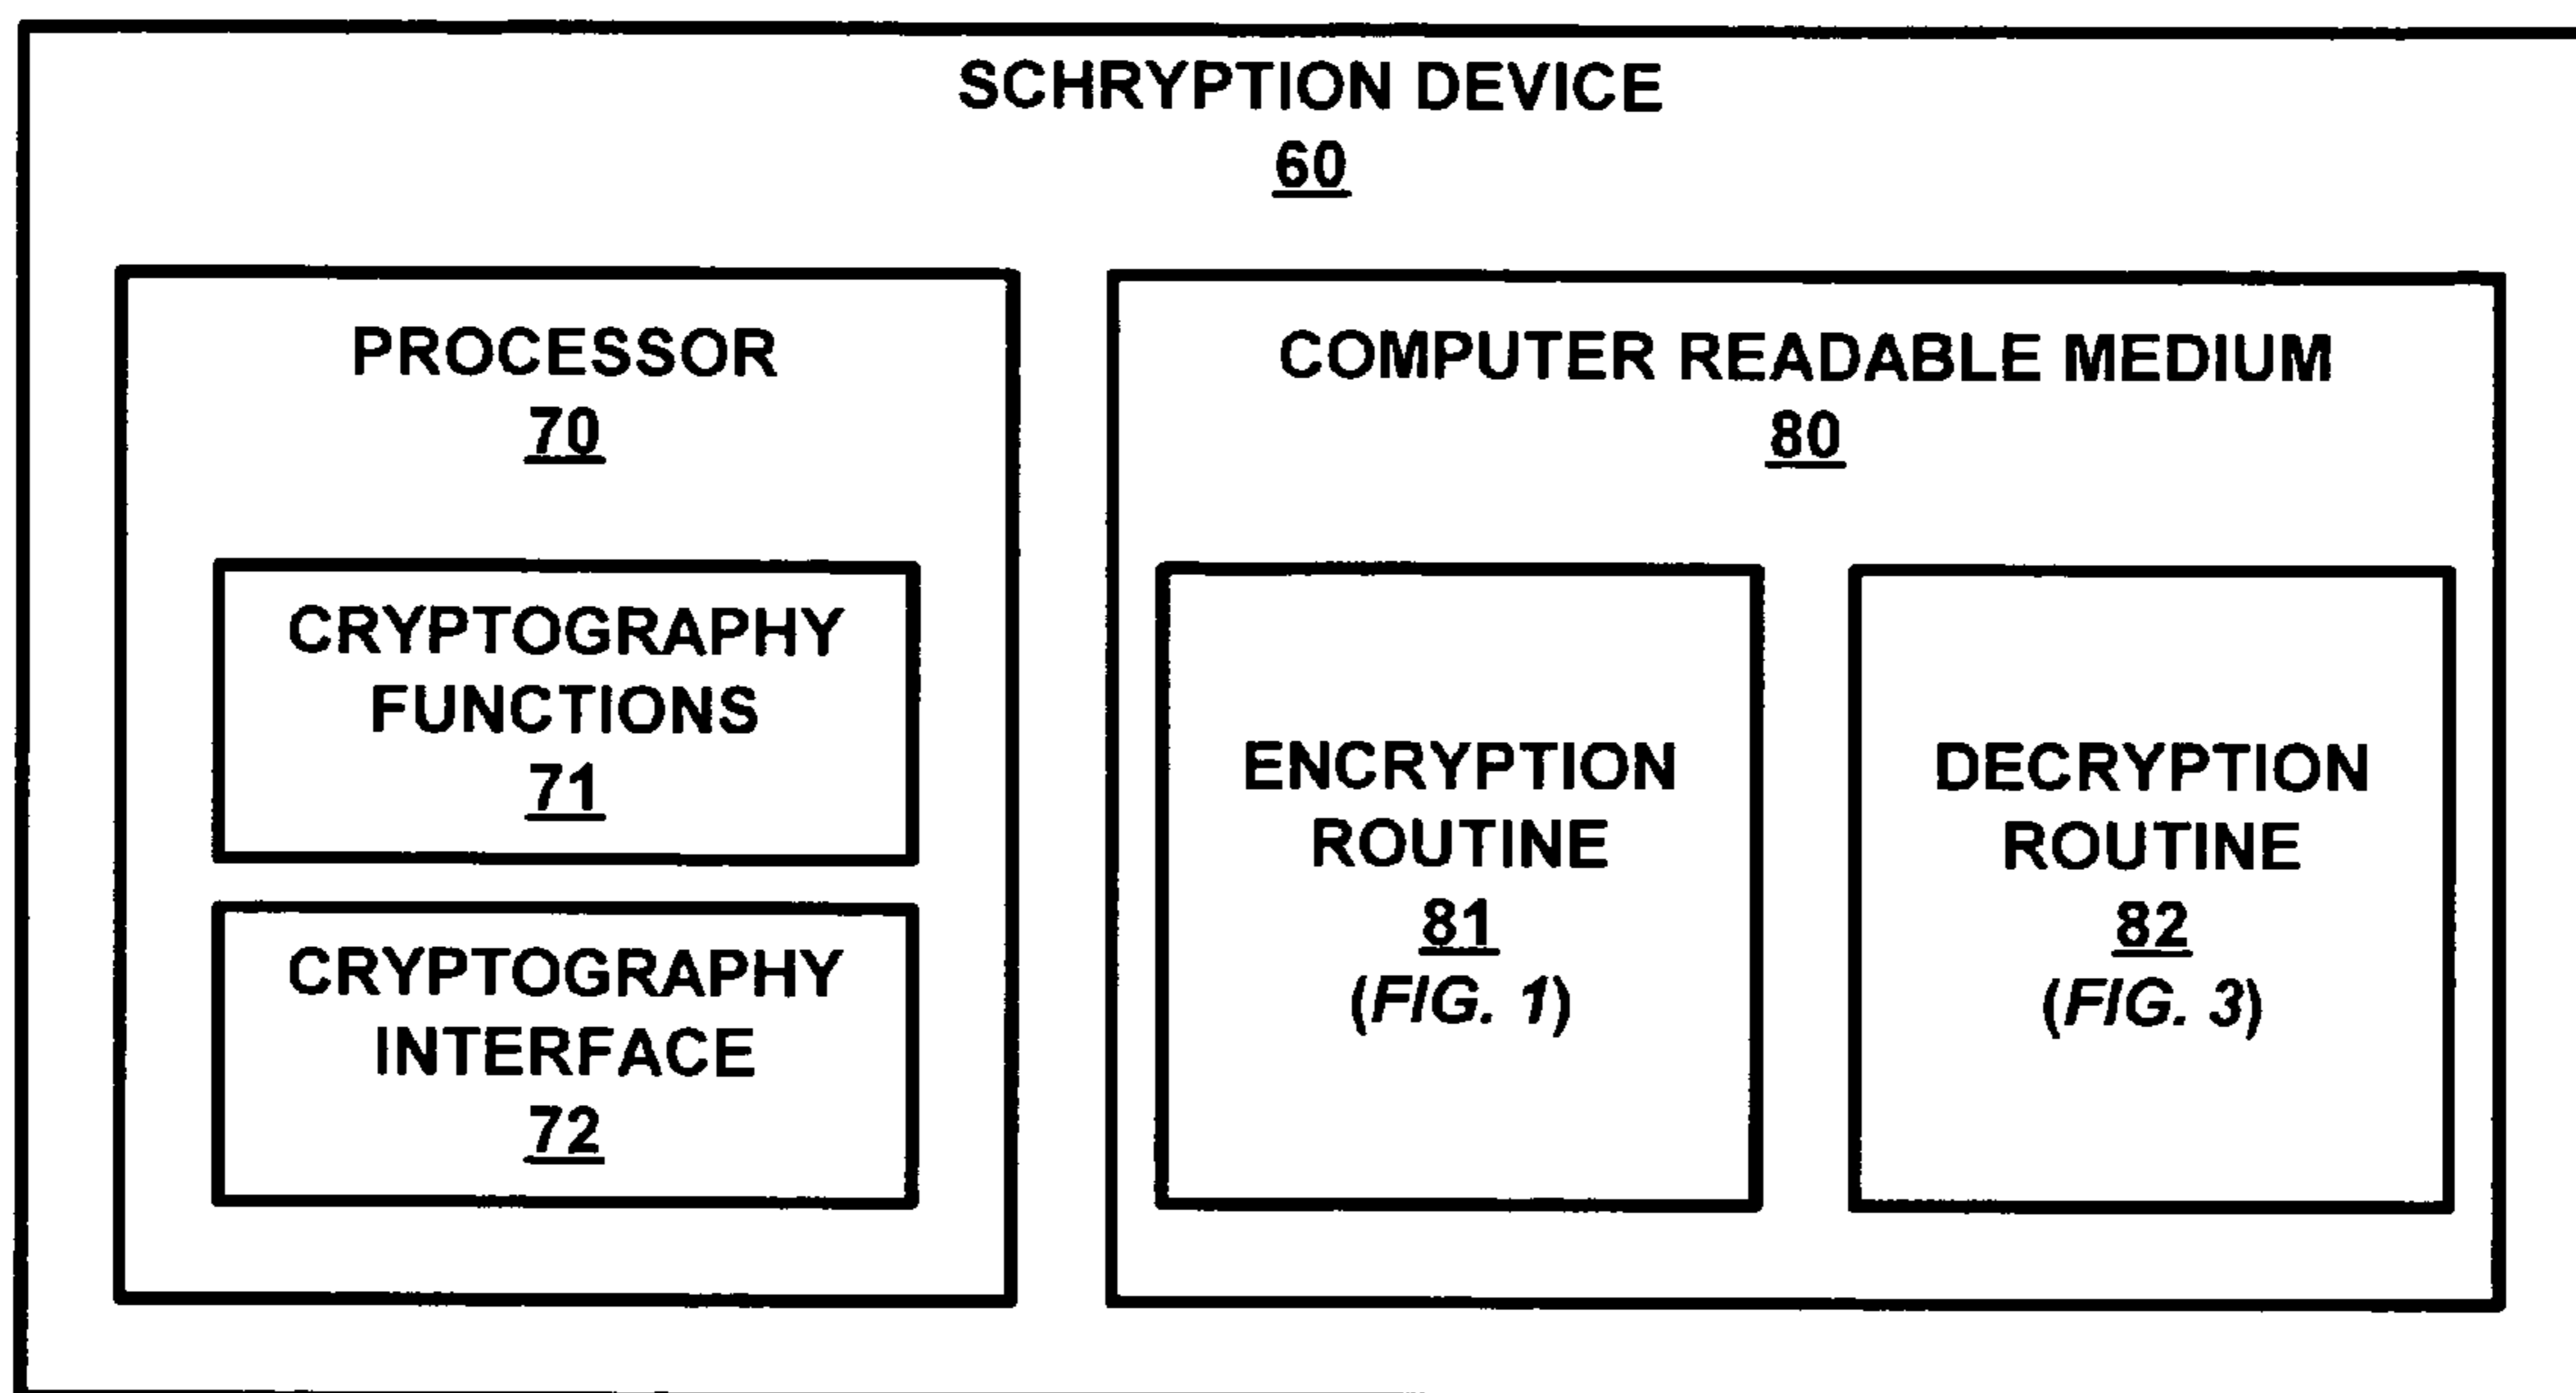 SCHRYPTION DEVICE
60
PROCESSOR
70
CRYPTOGRAPHY
FUNCTIONS
71
CRYPTOGRAPHY
INTERFACE
72
COMPUTER READABLE MEDIUM
80
ENCRYPTION
ROUTINE
81
(FIG. 1)
DECRYPTION
ROUTINE
82
(FIG. 3)